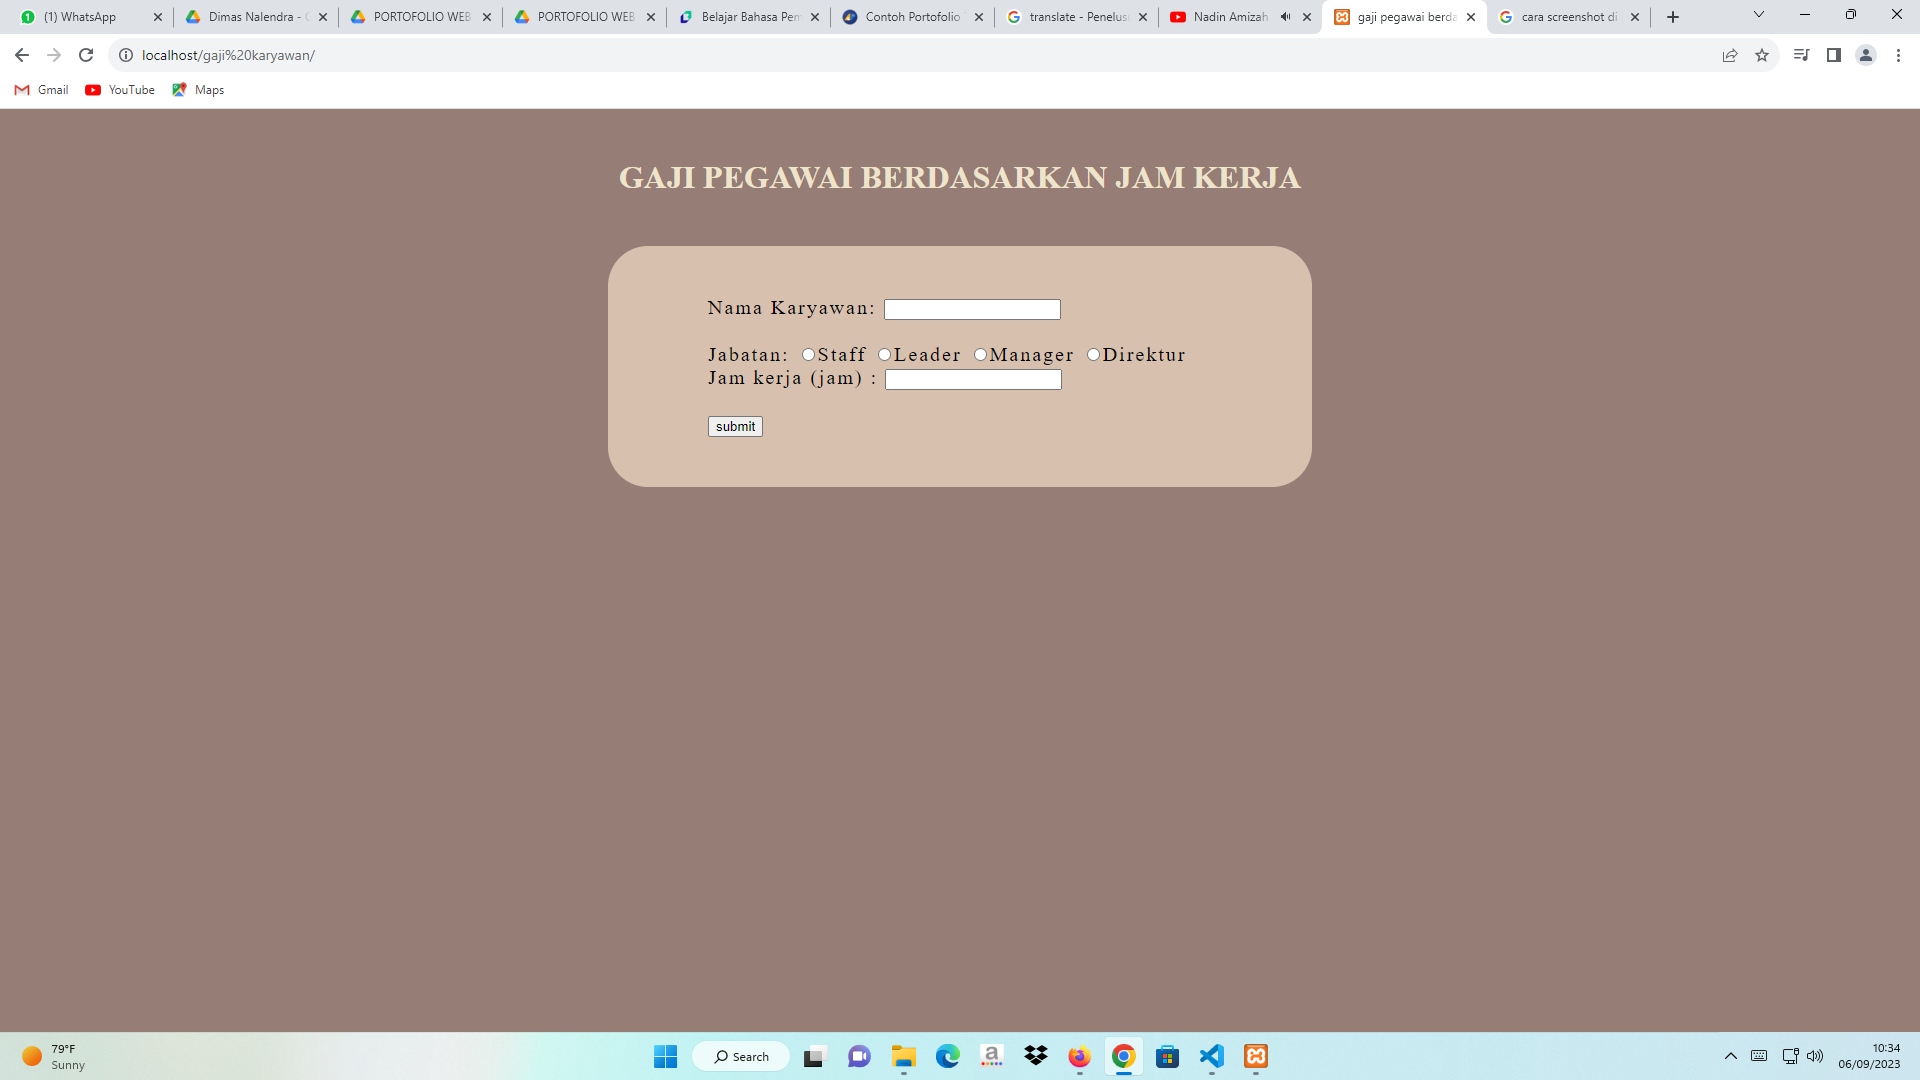 (1) WhatsApp
Dimas Nalendra -
PORTOFOLIO WEB
PORTOFOLIO WEB
Belajar Bahasa Pem
Contoh Portofolio
translate - Penelus
Nadin Amizah
gaji pegawai berda
cara screenshot di
localhost/gaji%20karyawan/
Gmail YouTube Maps
GAJI PEGAWAI BERDASARKAN JAM KERJA
Nama Karyawan:
Jabatan: Staff Leader Manager Direktur
Jam kerja (jam) :
submit
79°F
Sunny
Search
10:34
06/09/2023